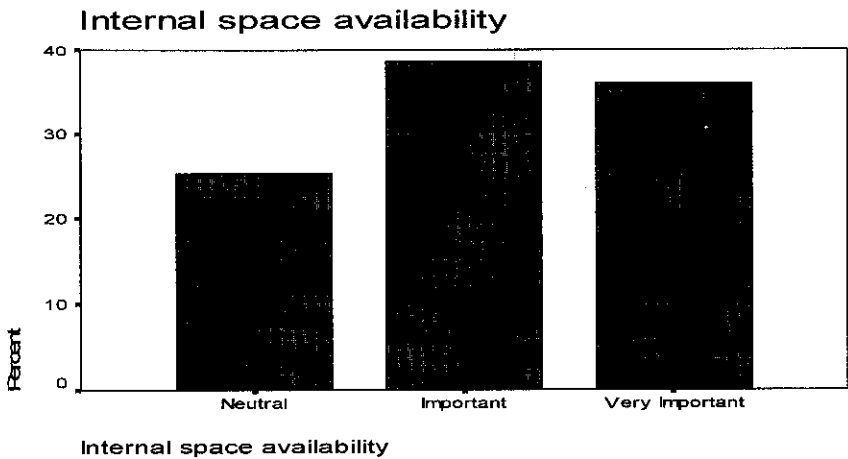 Internal space availability
40
30
20
10
0
Percent
Neutral Important Very Important
Internal space availability